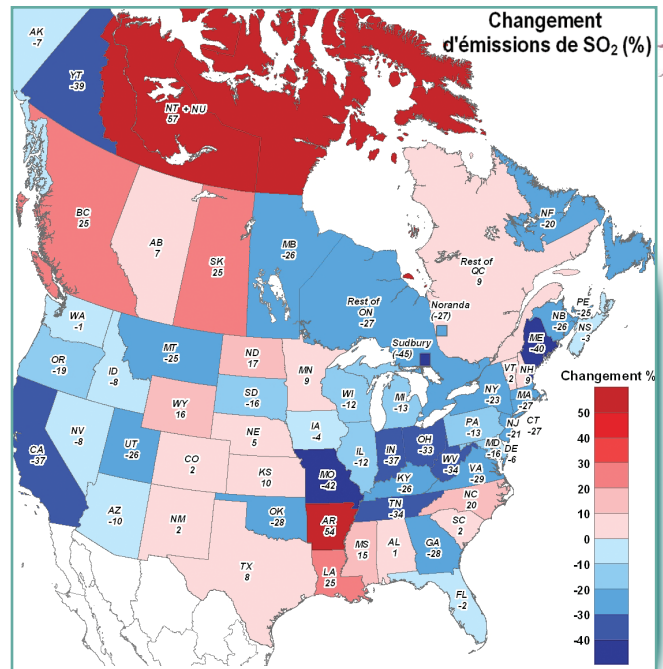 Changement
d'émissions de SO₂ (%)
AK
-7
YT
-39
NT + NU
57
BC
25
AB
7
SK
25
MB
-26
Rest of
ON
-27
Rest of
QC
9
NF
-20
Noranda
(-27)
Sudbury
(-45)
PE
-25
NB
-26
NS
-3
ME
-40
WA
-1
OR
-19
ID
-8
MT
-25
ND
17
SD
-16
MN
9
WI
-12
MI
-13
VT
2
NH
9
NY
-23
MA
-27
CT
-27
NJ
-21
PA
-13
MD
-16
DE
-6
WY
16
NE
5
IA
-4
IL
-12
IN
-37
OH
-33
WV
-34
VA
-29
CA
-37
NV
-8
UT
-26
CO
2
KS
10
MO
-42
KY
-26
TN
-34
NC
20
SC
2
AZ
-10
NM
2
OK
-28
AR
54
MS
15
AL
1
GA
-28
TX
8
LA
25
FL
-2
Changement %
50
40
30
20
10
0
-10
-20
-30
-40